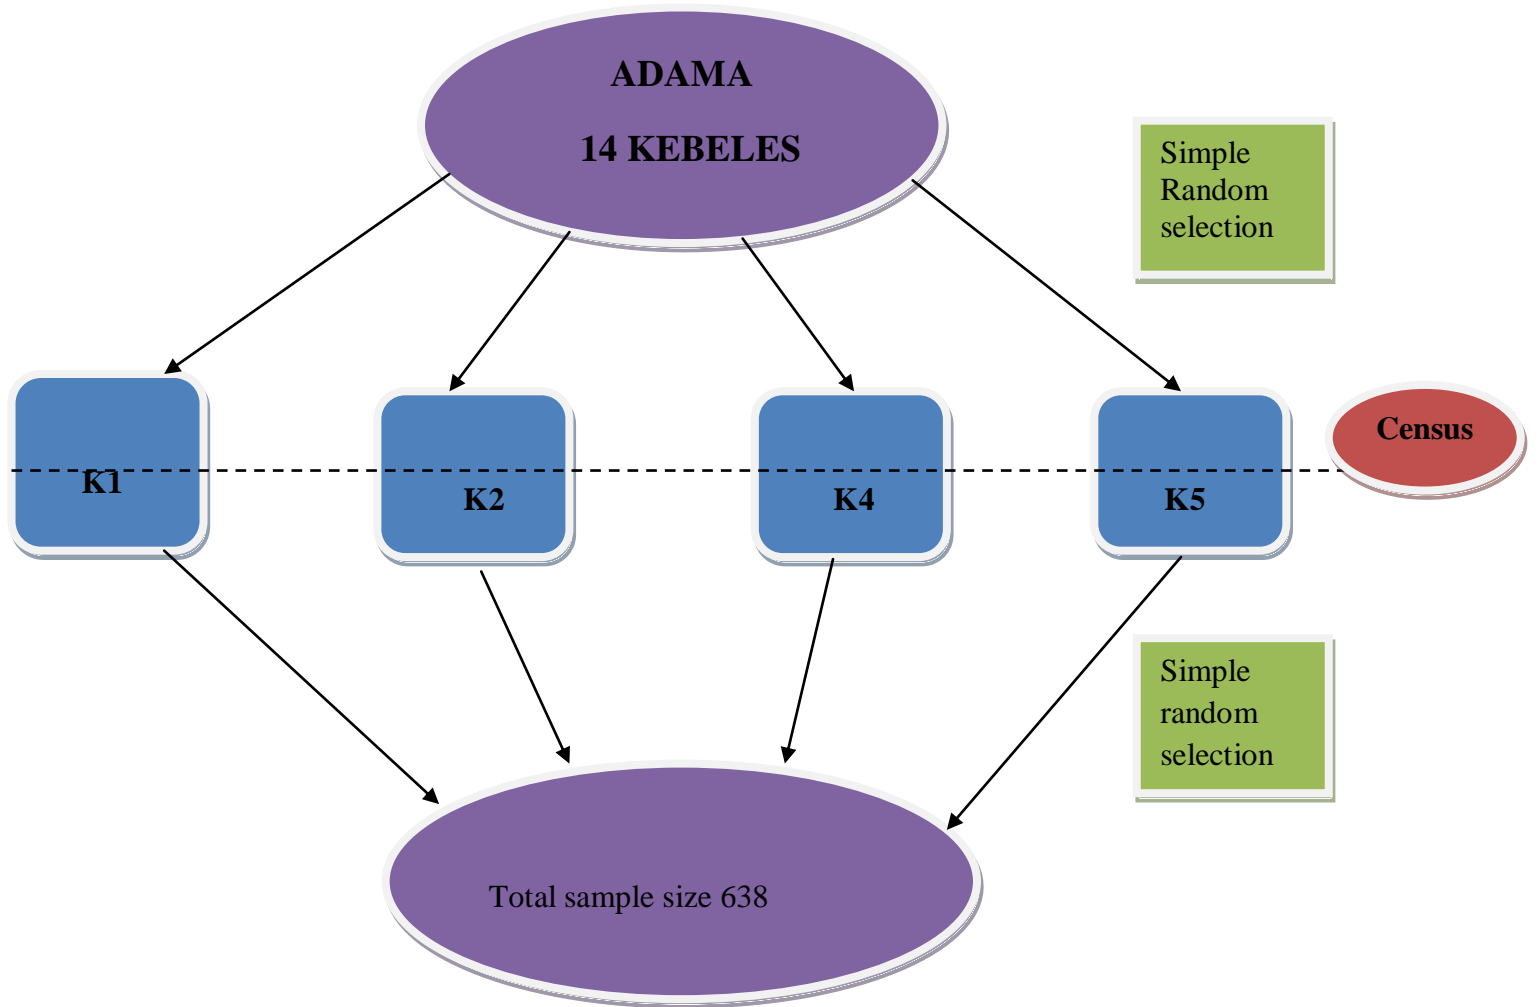 ADAMA
14 KEBELES
Simple
Random
selection
K1
K2
K4
K5
Census
Simple
random
selection
Total sample size 638